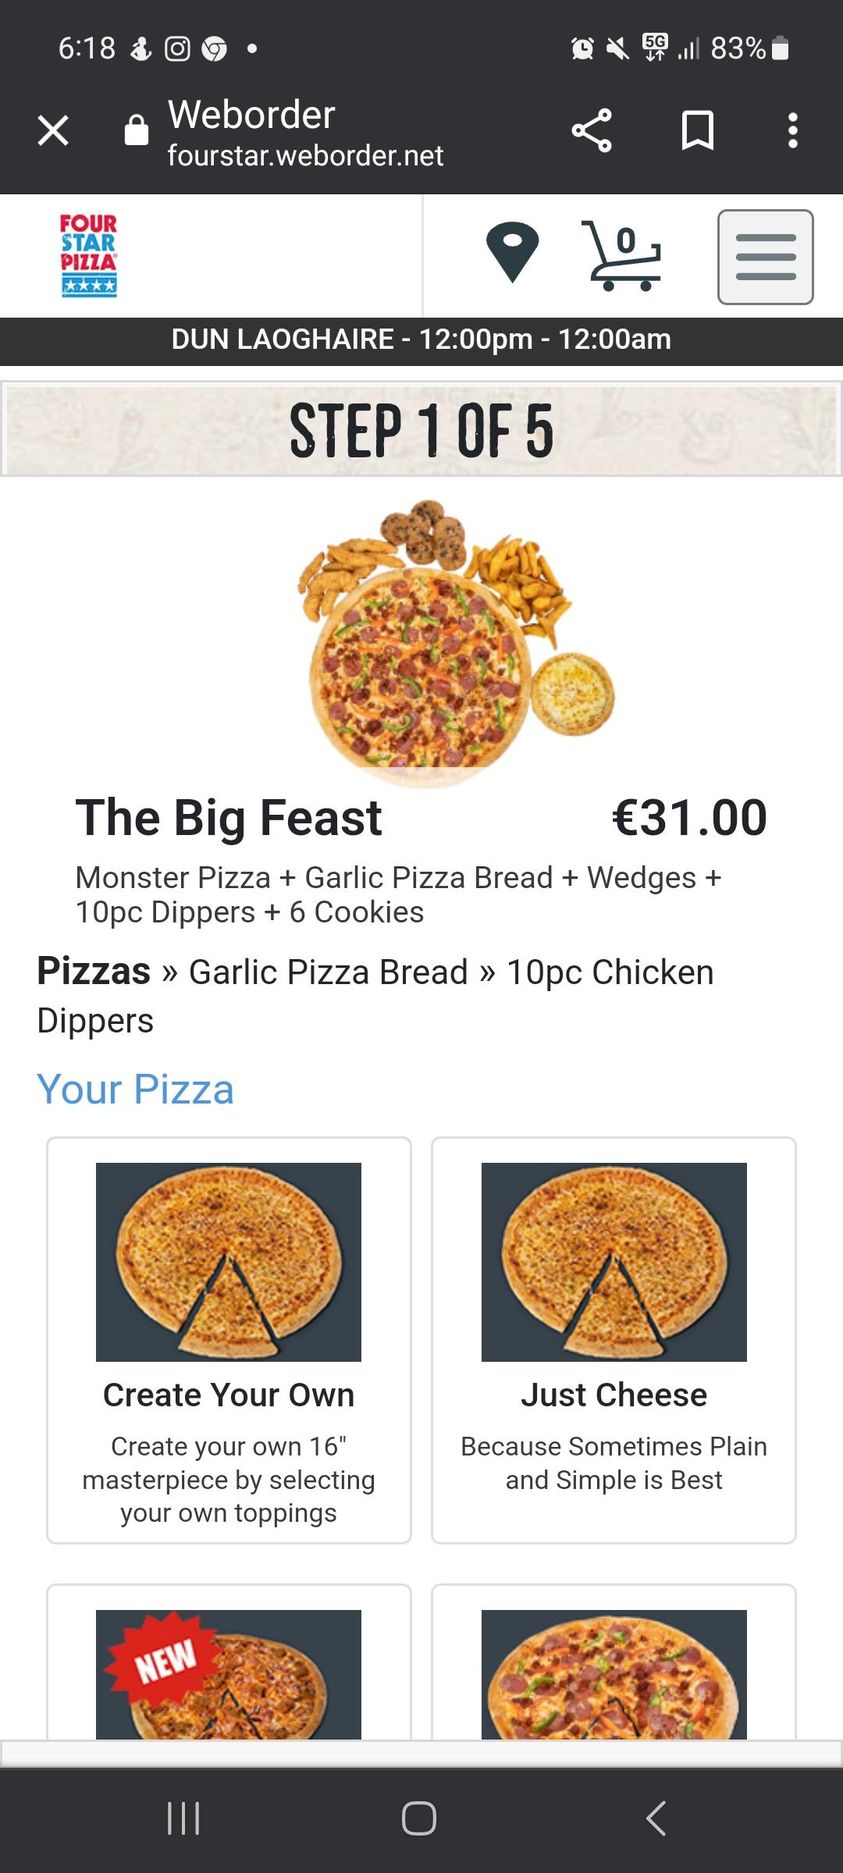 6:18
5G
83%
Weborder
fourstar.weborder.net
FOUR
STAR
PIZZA
0
DUN LAOGHAIRE - 12:00pm - 12:00am
STEP 1 OF 5
The Big Feast €31.00
Monster Pizza + Garlic Pizza Bread + Wedges +
10pc Dippers + 6 Cookies
Pizzas » Garlic Pizza Bread » 10pc Chicken
Dippers
Your Pizza
Create Your Own
Create your own 16"
masterpiece by selecting
your own toppings
Just Cheese
Because Sometimes Plain
and Simple is Best
NEW